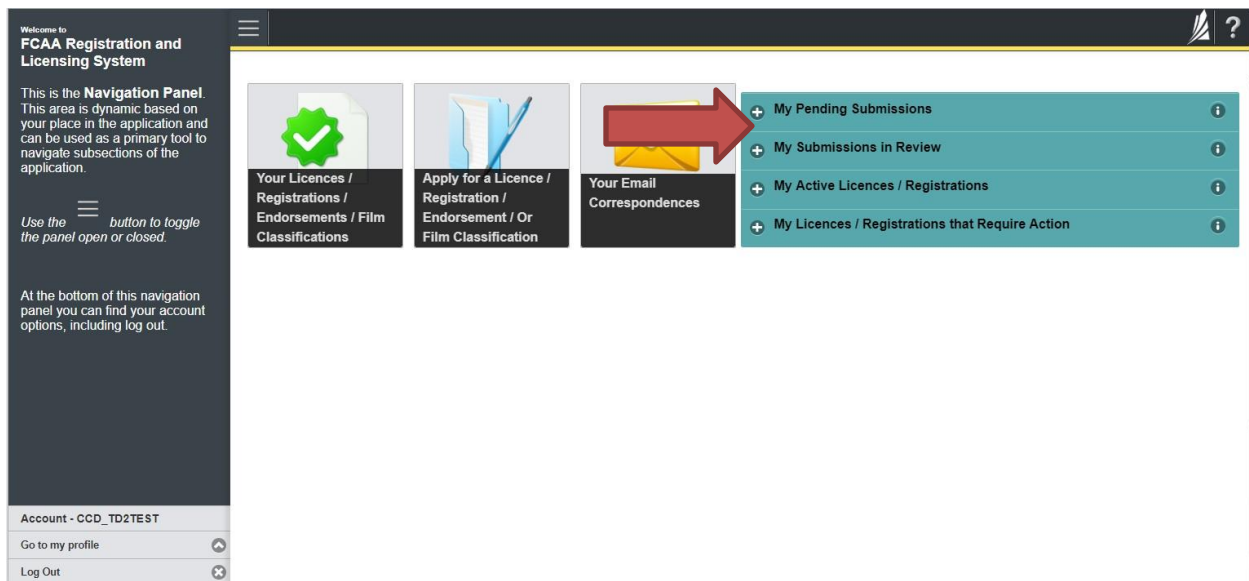 Welcome to
FCAA Registration and
Licensing System
This is the Navigation Panel.
This area is dynamic based on
your place in the application and
can be used as a primary tool to
navigate subsections of the
application.
Use the button to toggle
the panel open or closed.
At the bottom of this navigation
panel you can find your account
options, including log out.
Account - CCD_TD2TEST
Go to my profile
Log Out
?
Your Licences /
Registrations /
Endorsements / Film
Classifications
Apply for a Licence /
Registration /
Endorsement / Or
Film Classification
Your Email
Correspondences
My Pending Submissions
My Submissions in Review
My Active Licences / Registrations
My Licences / Registrations that Require Action